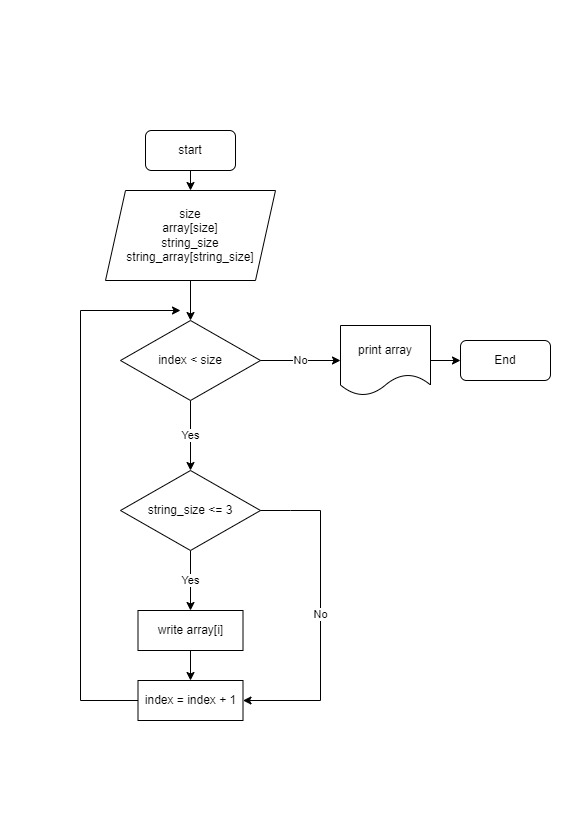 start
size
array[size]
string_size
string_array[string_size]
index < size
No
print array
End
Yes
string_size <= 3
Yes
No
write array[i]
index = index + 1